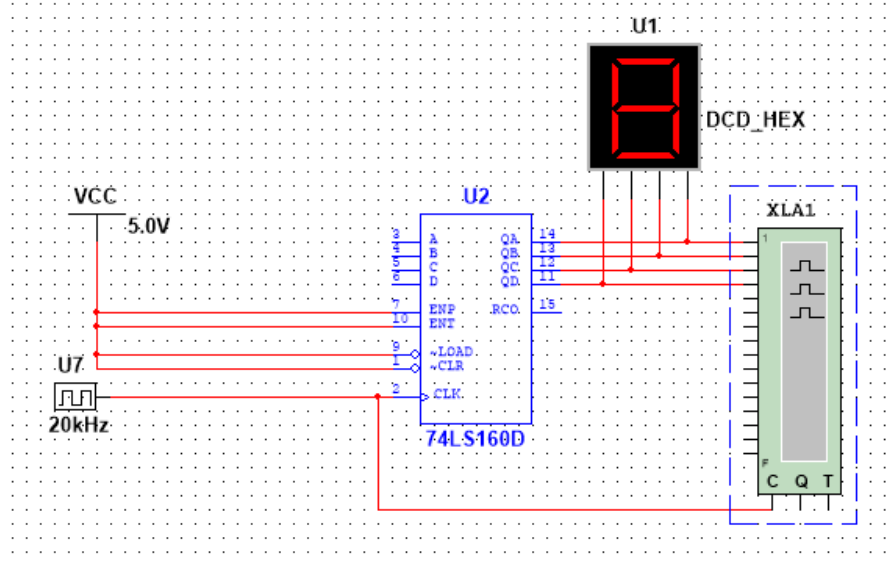 U1
DCD_HEX
VCC
5.0V
U2
XLA1
3 A QA 14
4 B QB 13
5 C QC 12
6 D QD 11
7 ENP RCO 15
10 ENT
9 ~LOAD
1 ~CLR
2 CLK
74LS160D
U7
20kHz
1
F
C Q T